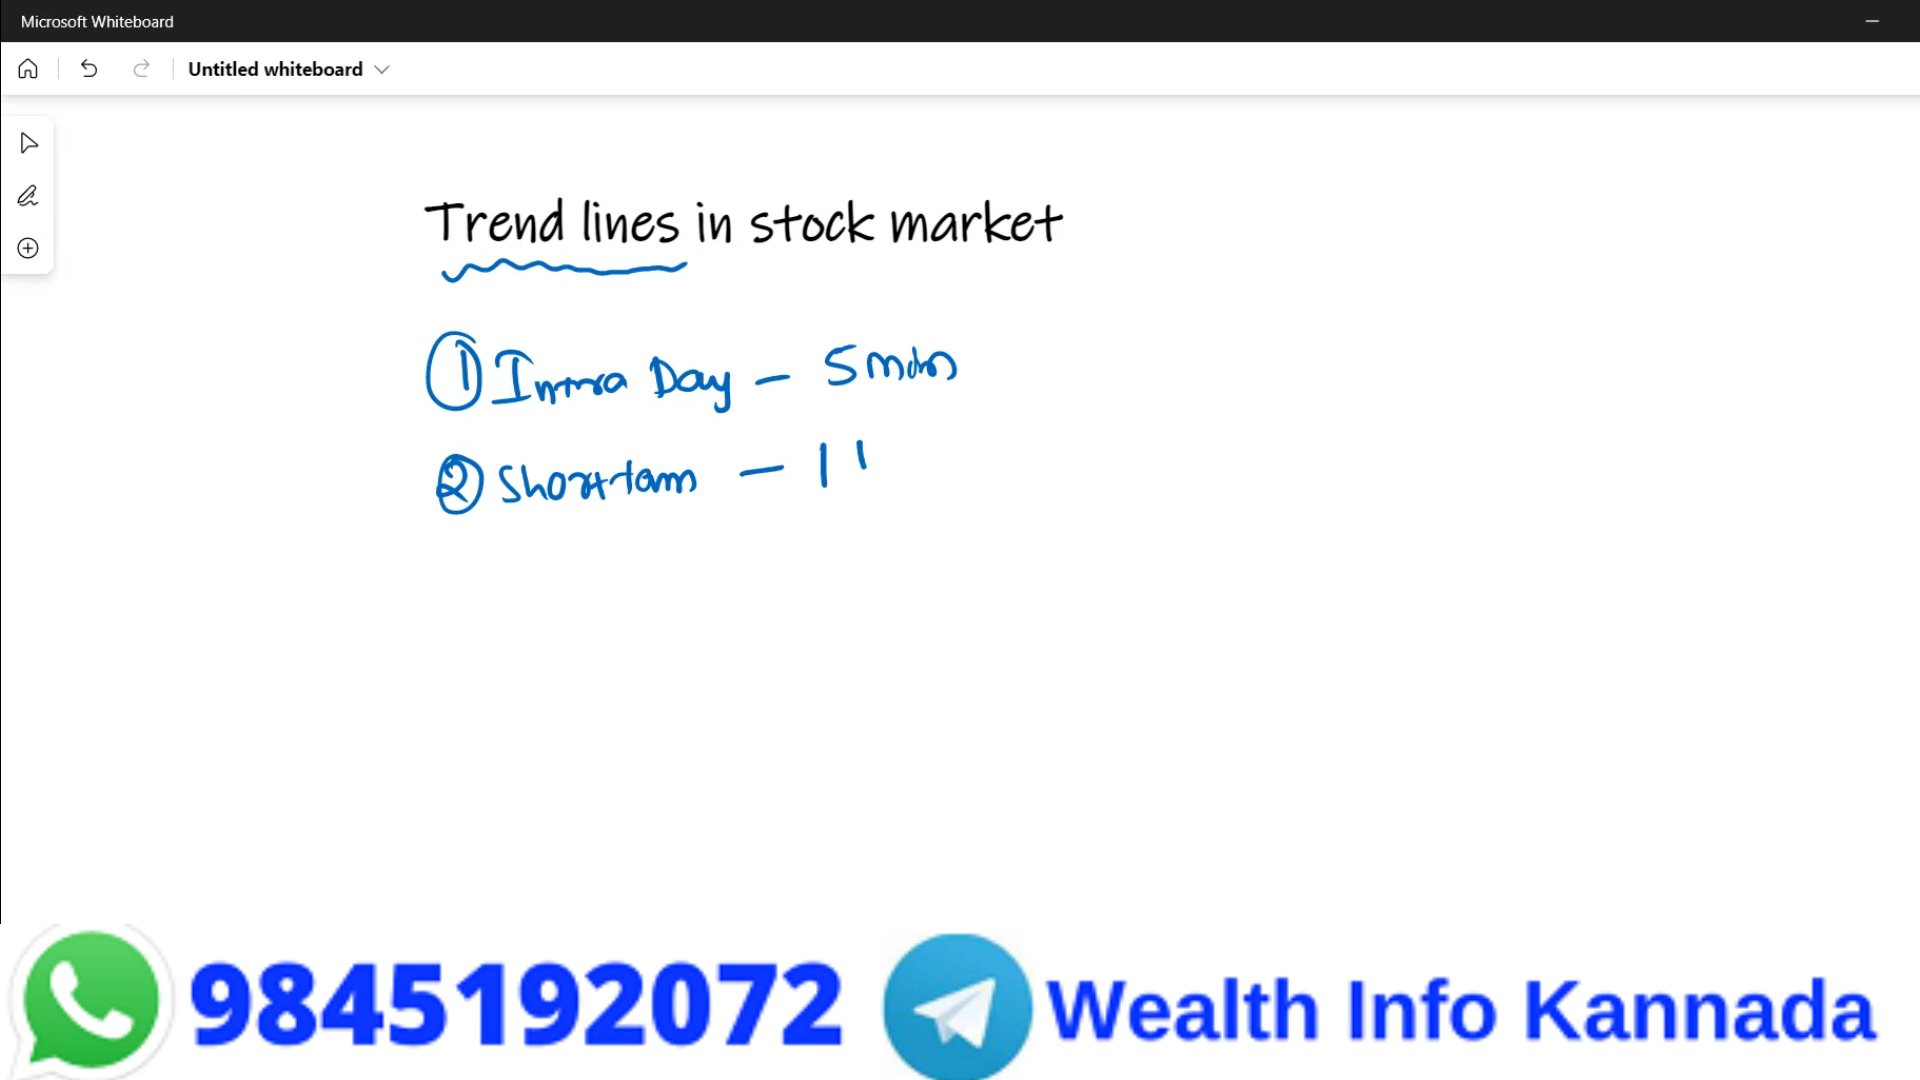 Microsoft Whiteboard
Untitled whiteboard
Trend lines in stock market
① Intra Day – 5 min
② Short term – 1
9845192072 Wealth Info Kannada